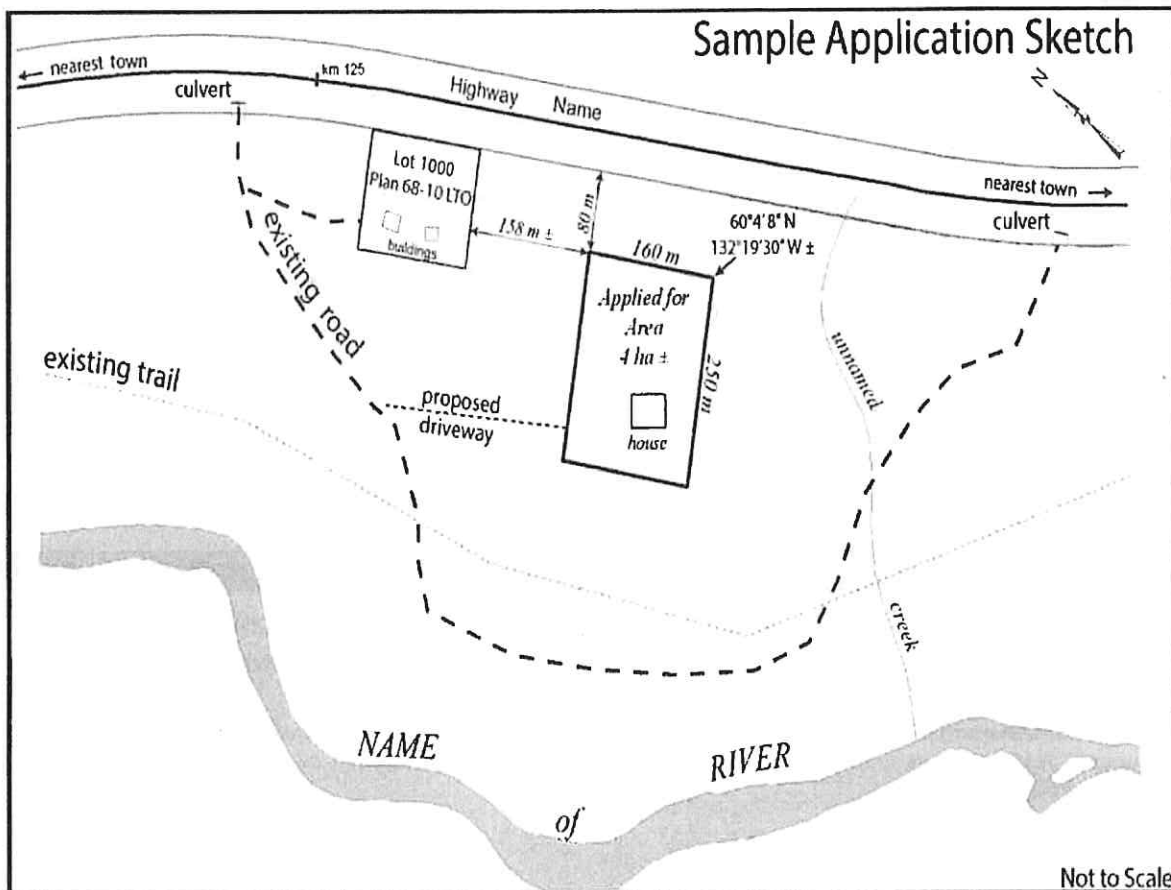 Sample Application Sketch
← nearest town
km 125
culvert
Highway Name
N
nearest town →
culvert
Lot 1000
Plan 68-10 LTO
buildings
158 m ±
80 m
60°4'8" N
132°19'30" W ±
160 m
Applied for
Area
4 ha ±
250 m
house
existing road
existing trail
proposed
driveway
unnamed
creek
NAME
of
RIVER
Not to Scale